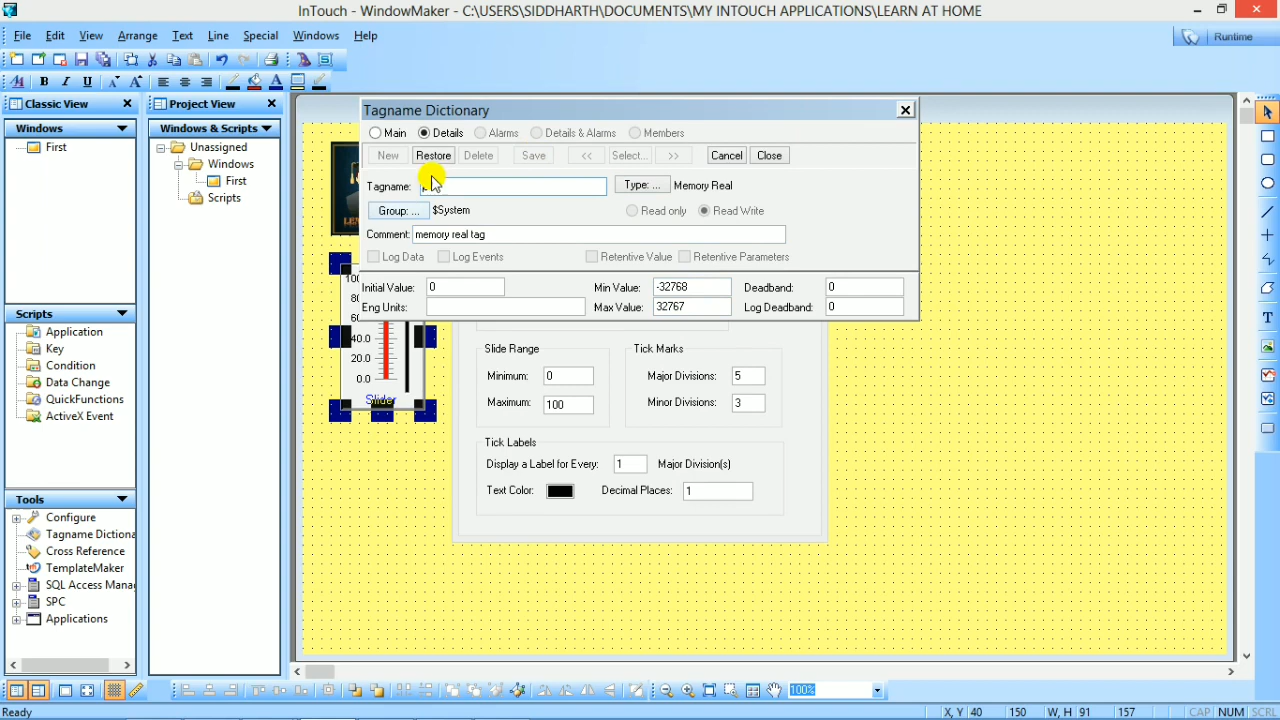 InTouch - WindowMaker - C:\USERS\SIDDHARTH\DOCUMENTS\MY INTOUCH APPLICATIONS\LEARN AT HOME
File Edit View Arrange Text Line Special Windows Help
Runtime
Classic View
Project View
Windows
Windows & Scripts
First
Unassigned
Windows
First
Scripts
Scripts
Application
Key
Condition
Data Change
QuickFunctions
ActiveX Event
Tools
Configure
Tagname Dictiona
Cross Reference
TemplateMaker
SQL Access Mana
SPC
Applications
Tagname Dictionary
Main Details Alarms Details & Alarms Members
New Restore Delete Save << Select... >> Cancel Close
Tagname: Type: ... Memory Real
Group: ... $System Read only Read Write
Comment: memory real tag
Log Data Log Events Retentive Value Retentive Parameters
Initial Value: 0 Min Value: -32768 Deadband: 0
Eng Units: Max Value: 32767 Log Deadband: 0
40.0
20.0
0.0
Slider
Slide Range Tick Marks
Minimum: 0 Major Divisions: 5
Maximum: 100 Minor Divisions: 3
Tick Labels
Display a Label for Every: 1 Major Division(s)
Text Color: Decimal Places: 1
100%
Ready X, Y 40 150 W, H 91 157 CAP NUM SCRL